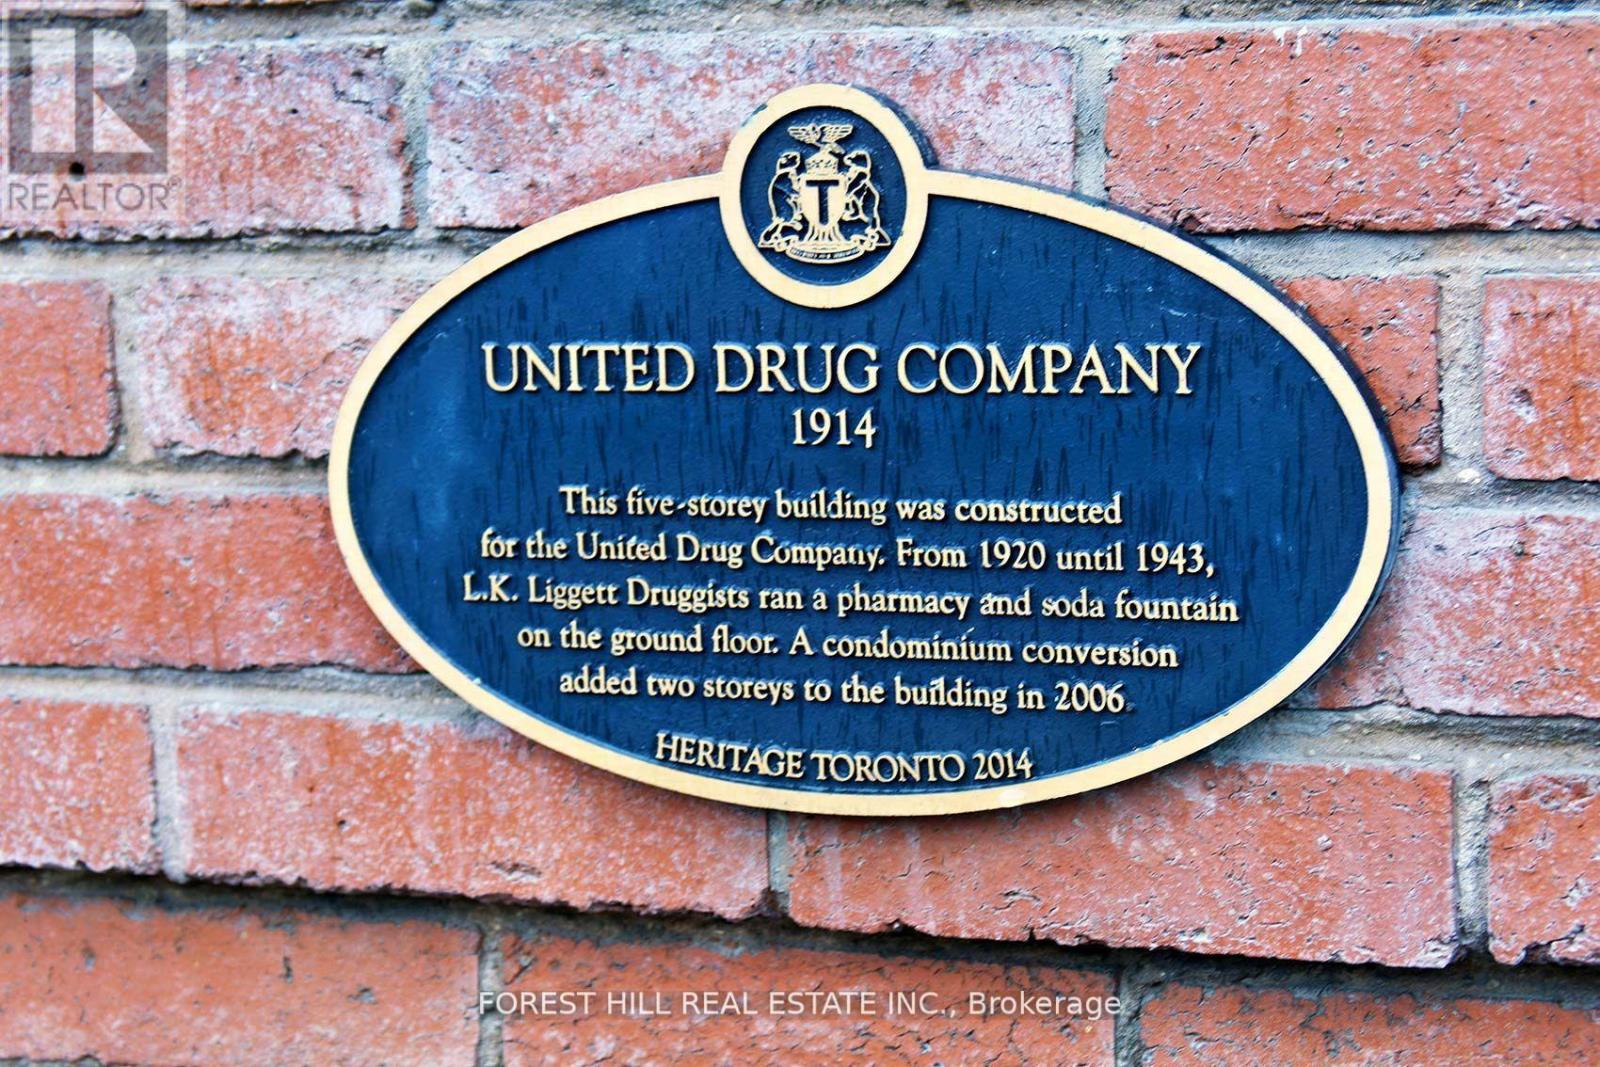 REALTOR®
T
UNITED DRUG COMPANY
1914
This five-storey building was constructed
for the United Drug Company. From 1920 until 1943,
L.K. Liggett Druggists ran a pharmacy and soda fountain
on the ground floor. A condominium conversion
added two storeys to the building in 2006.
HERITAGE TORONTO 2014
FOREST HILL REAL ESTATE INC., Brokerage